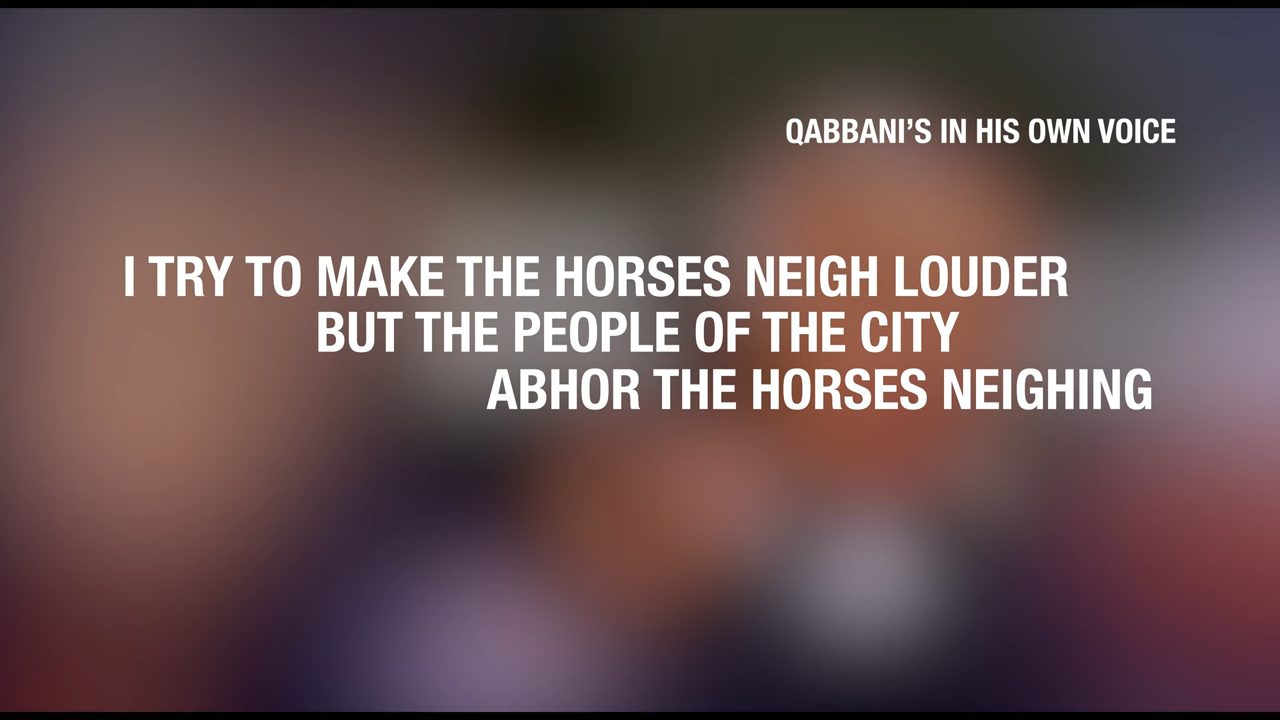 QABBANI’S IN HIS OWN VOICE
I TRY TO MAKE THE HORSES NEIGH LOUDER
BUT THE PEOPLE OF THE CITY
ABHOR THE HORSES NEIGHING